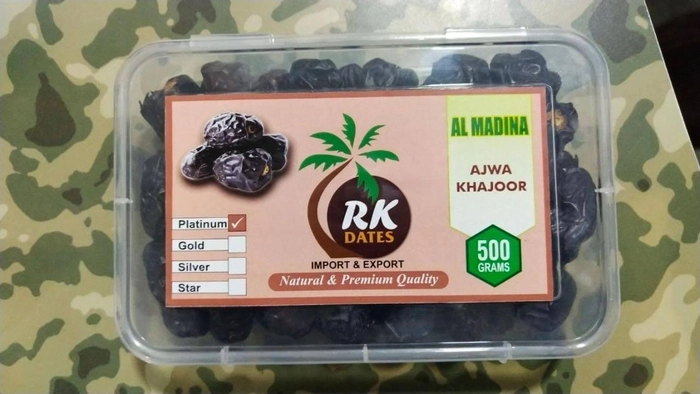 AL MADINA
AJWA
KHAJOOR
Platinum ✓
Gold
Silver
Star
RK
DATES
IMPORT & EXPORT
Natural & Premium Quality
500
GRAMS